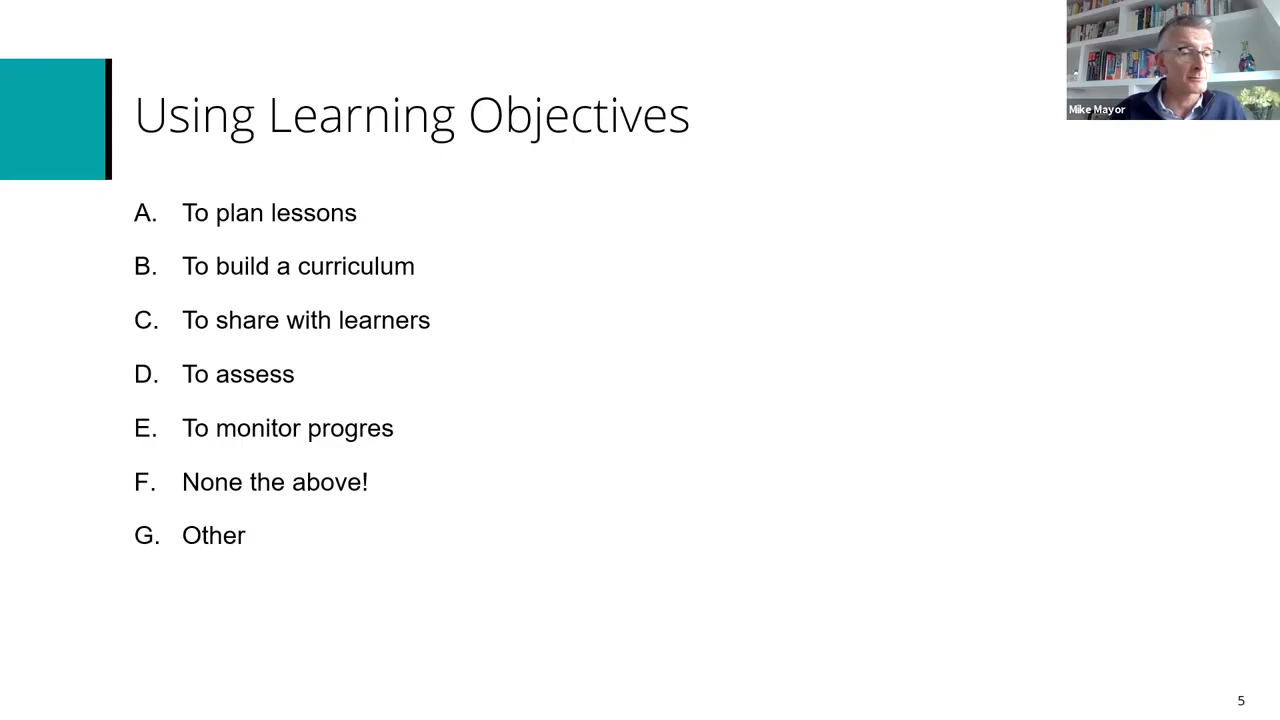 Using Learning Objectives
Mike Mayor
A. To plan lessons
B. To build a curriculum
C. To share with learners
D. To assess
E. To monitor progres
F. None the above!
G. Other
5